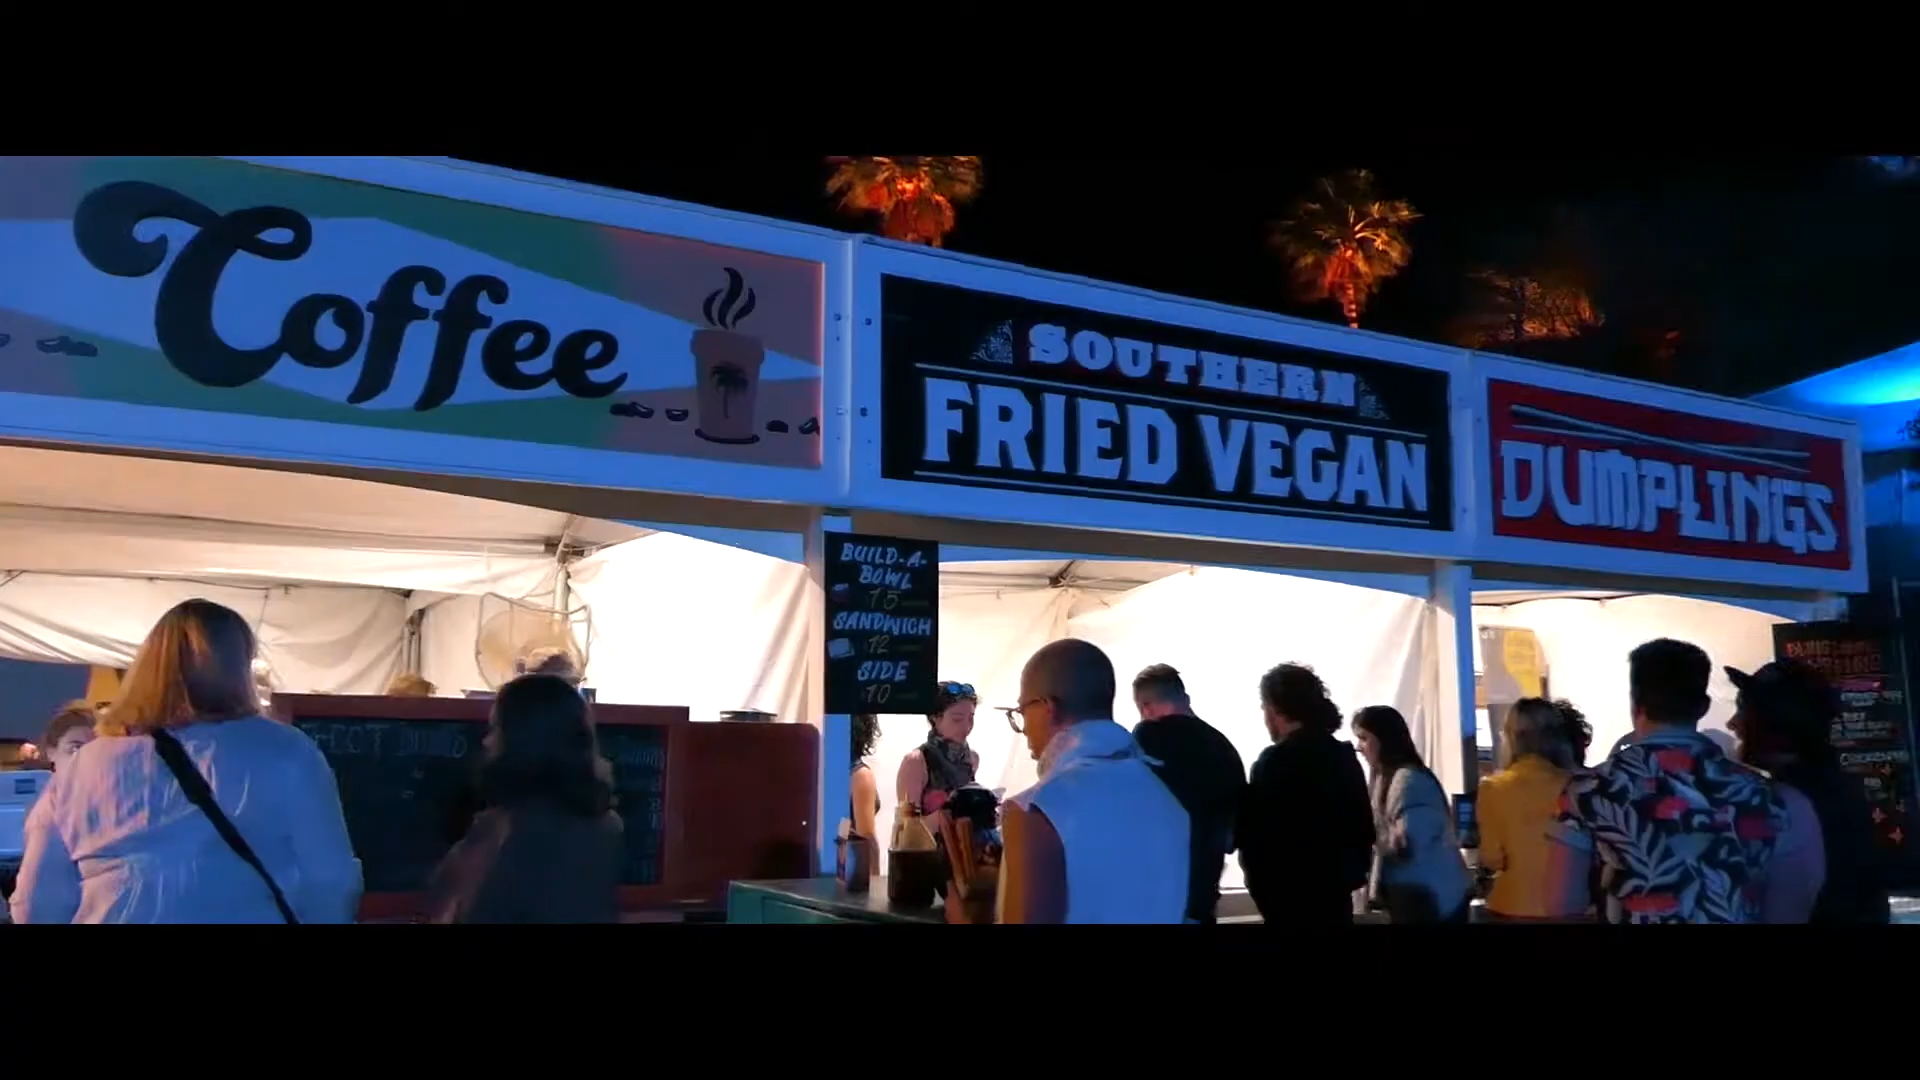 Coffee
SOUTHERN
FRIED VEGAN
DUMPLINGS
BUILD-A-
BOWL
15
SANDWICH
12
SIDE
10